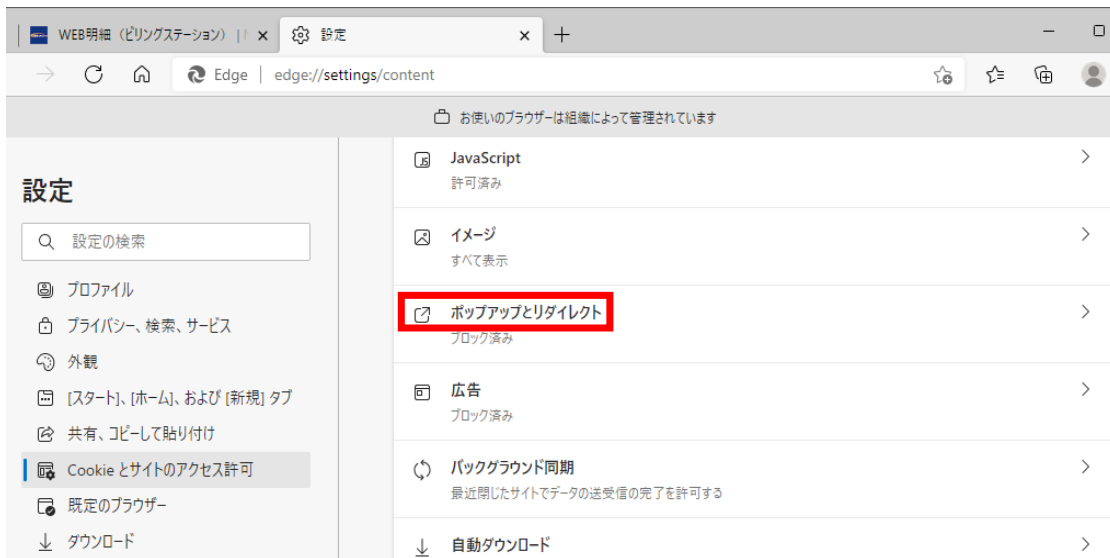 WEB明細（ビリングステーション） |
設定
Edge | edge://settings/content
お使いのブラウザーは組織によって管理されています
設定
設定の検索
プロファイル
プライバシー、検索、サービス
外観
[スタート]、[ホーム]、および [新規] タブ
共有、コピーして貼り付け
Cookie とサイトのアクセス許可
既定のブラウザー
ダウンロード
JS
JavaScript
許可済み
イメージ
すべて表示
ポップアップとリダイレクト
ブロック済み
広告
ブロック済み
バックグラウンド同期
最近閉じたサイトでデータの送受信の完了を許可する
自動ダウンロード